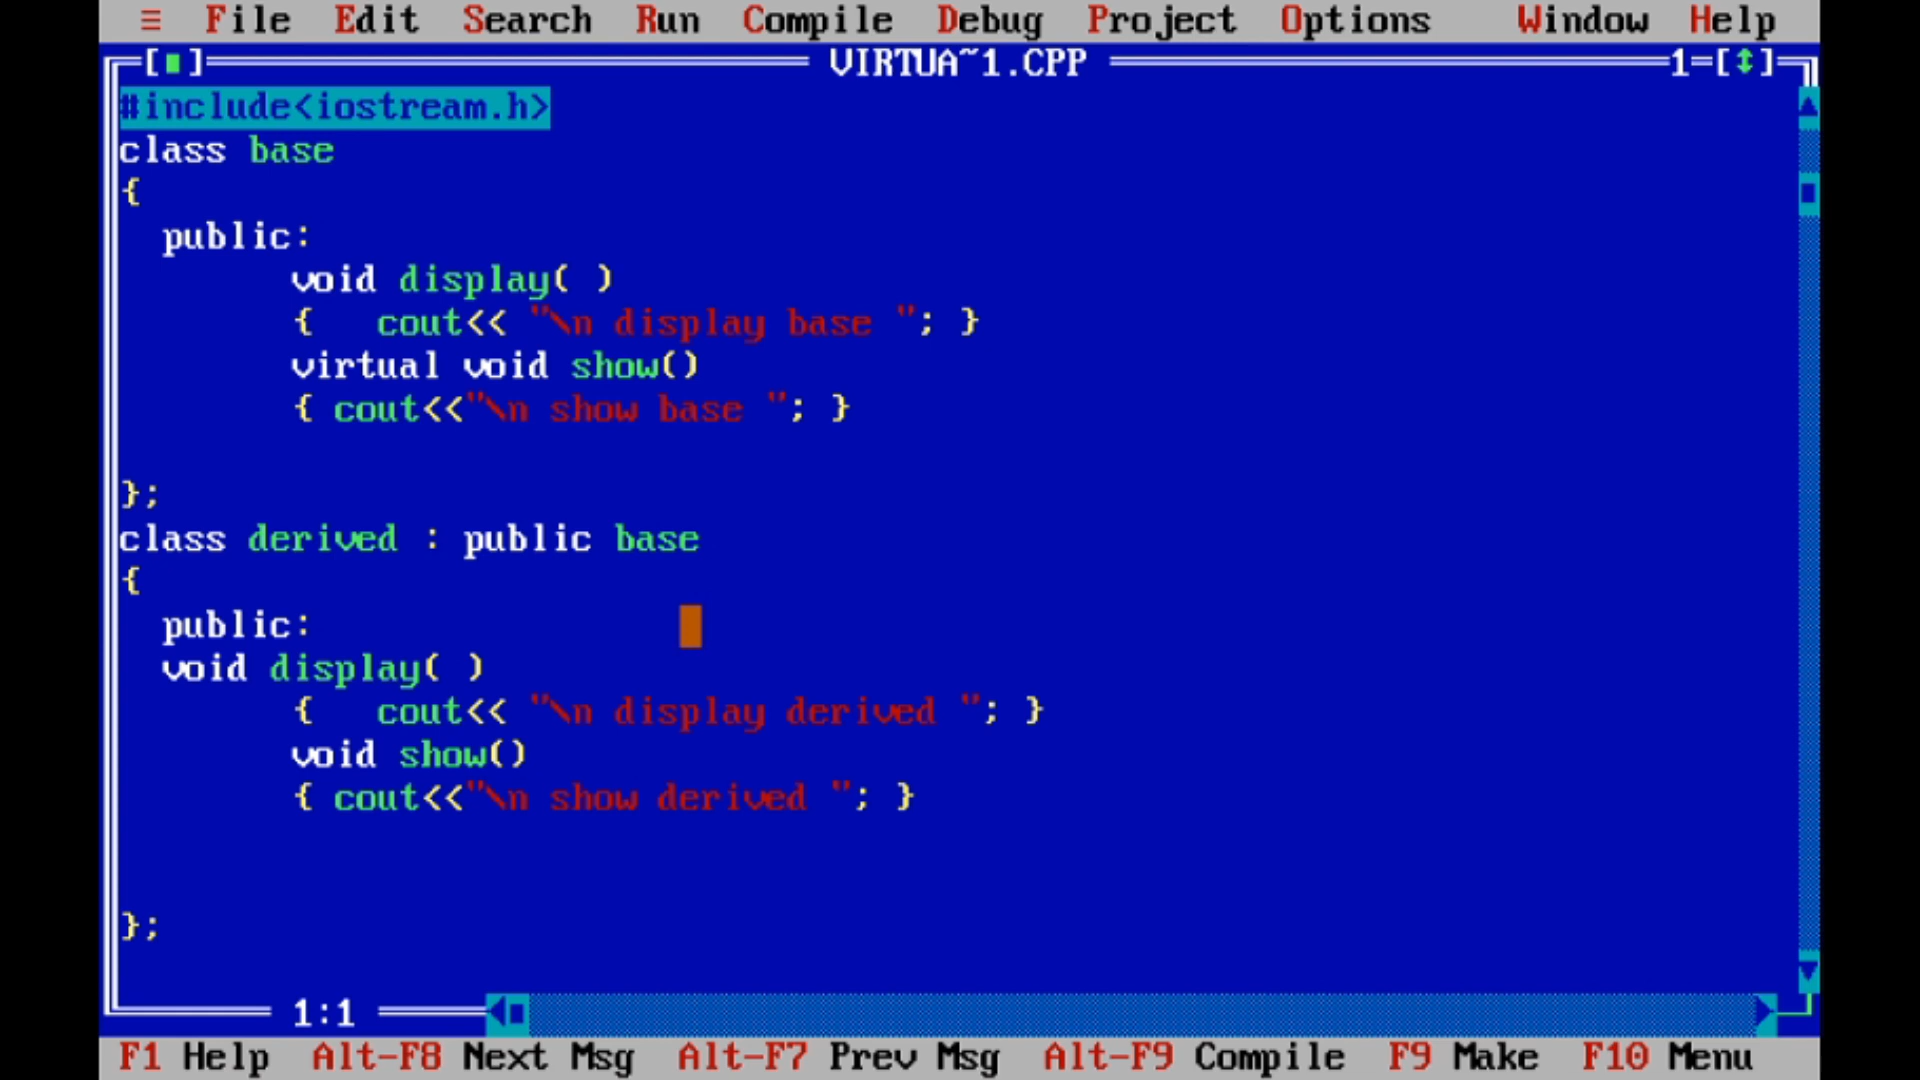 ≡ File Edit Search Run Compile Debug Project Options Window Help
[■] VIRTUA~1.CPP 1=[↕]
#include<iostream.h>
class base
{
public:
void display( )
{ cout<< "\n display base "; }
virtual void show()
{ cout<<"\n show base "; }
};
class derived : public base
{
public:
void display( )
{ cout<< "\n display derived "; }
void show()
{ cout<<"\n show derived "; }
};
1:1
F1 Help Alt-F8 Next Msg Alt-F7 Prev Msg Alt-F9 Compile F9 Make F10 Menu